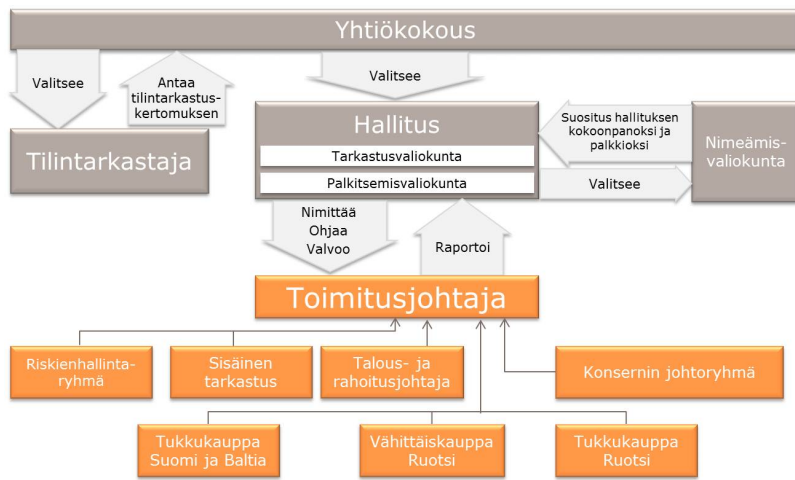 Yhtiökokous
Valitsee
Antaa
tilintarkastus-
kertomuksen
Valitsee
Tilintarkastaja
Hallitus
Tarkastusvaliokunta
Palkitsemisvaliokunta
Suositus hallituksen
kokoonpanoksi ja
palkkioksi
Valitsee
Nimeämis-
valiokunta
Nimittää
Ohjaa
Valvoo
Raportoi
Toimitusjohtaja
Riskienhallinta-
ryhmä
Sisäinen
tarkastus
Talous- ja
rahoitusjohtaja
Konsernin johtoryhmä
Tukkukauppa
Suomi ja Baltia
Vähittäiskauppa
Ruotsi
Tukkukauppa
Ruotsi